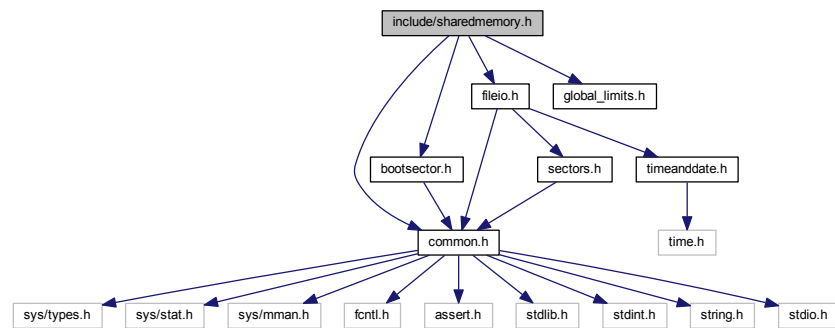 include/sharedmemory.h
fileio.h
global_limits.h
bootsector.h
sectors.h
timeanddate.h
common.h
time.h
sys/types.h
sys/stat.h
sys/mman.h
fcntl.h
assert.h
stdlib.h
stdint.h
string.h
stdio.h